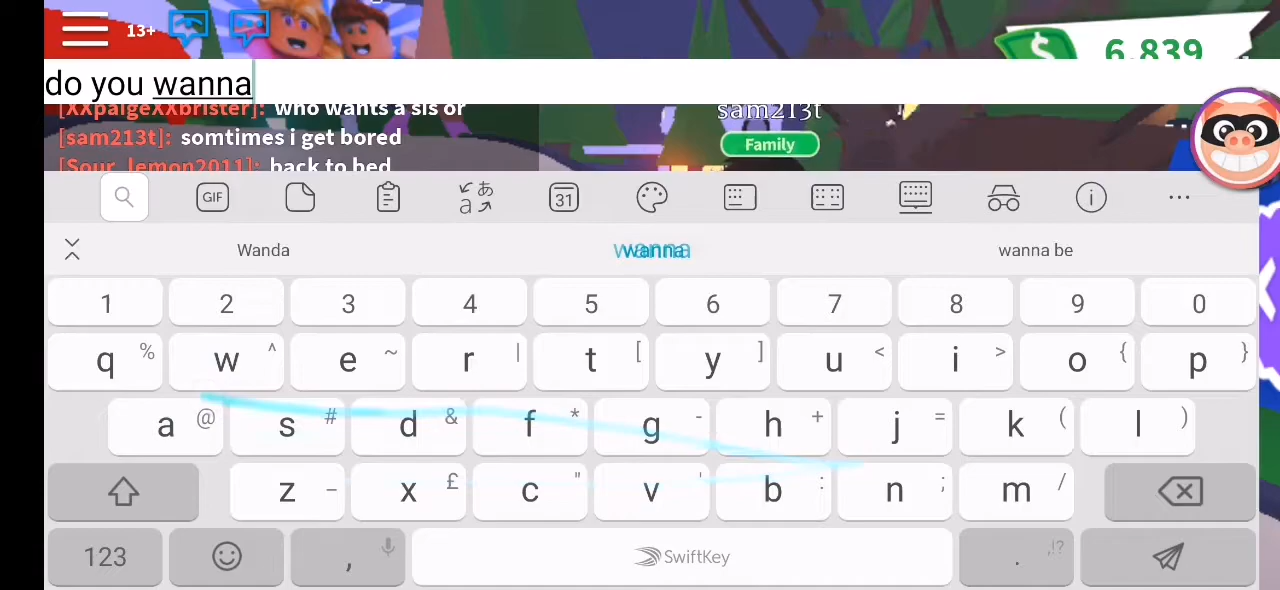 13+
6,839
do you wanna
[XXpaigeXXbrister]: who wants a sis or
sam213t
[sam213t]: somtimes i get bored
Family
[Sour_lemon2011]: back to bed
GIF
あ
a
31
i
...
Wanda wanna wanna be
1 2 3 4 5 6 7 8 9 0
q % w ^ e ~ r | t [ y ] u < i > o { p }
a @ s # d & f * g - h + j = k ( l )
z _ x £ c " v ' b : n ; m /
123 , SwiftKey . ,!?